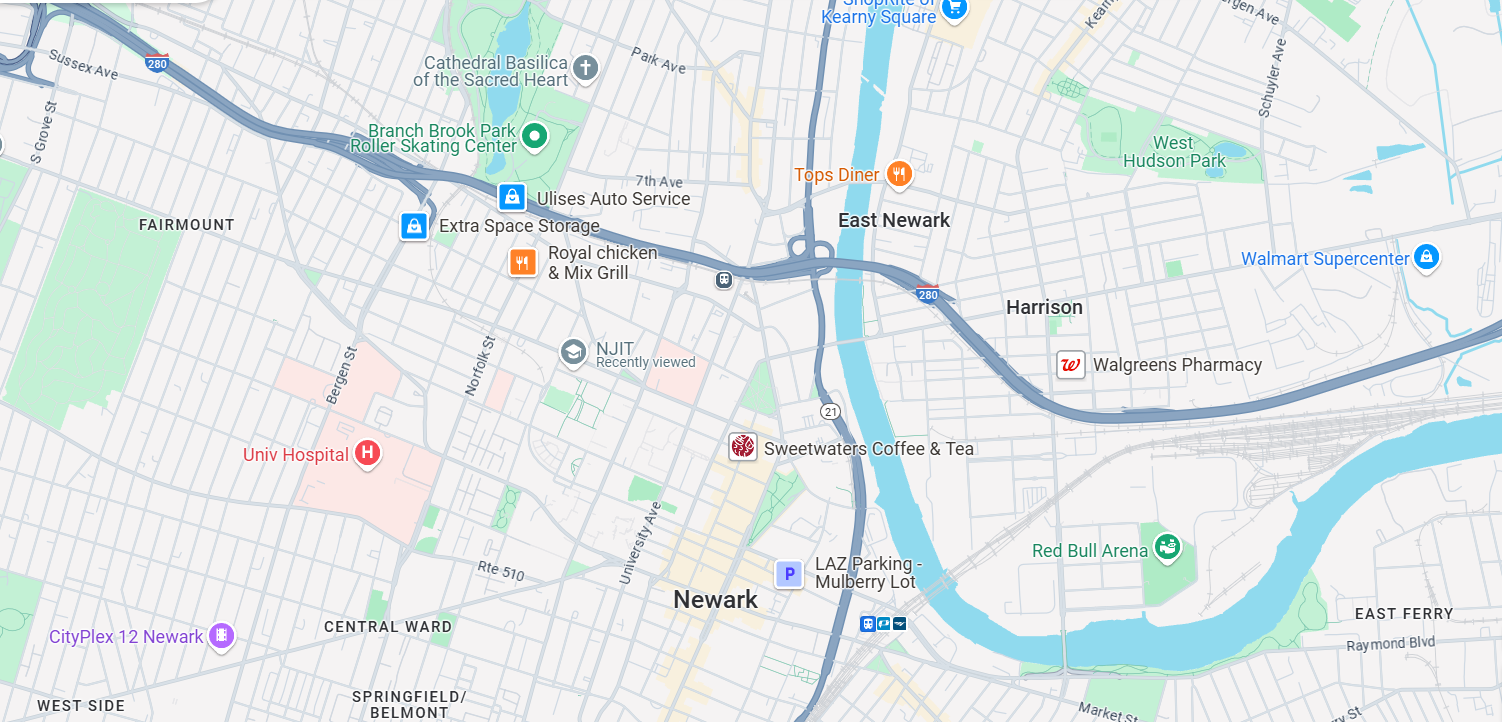 ShopRite of
Kearny Square
Sussex Ave
280
Cathedral Basilica
of the Sacred Heart
Park Ave
Schuyler Ave
S Grove St
Branch Brook Park
Roller Skating Center
West
Hudson Park
Tops Diner
7th Ave
Ulises Auto Service
East Newark
FAIRMOUNT
Extra Space Storage
Royal chicken
& Mix Grill
Walmart Supercenter
280
Harrison
NJIT
Recently viewed
Walgreens Pharmacy
Bergen St
Norfolk St
21
Univ Hospital
H
Sweetwaters Coffee & Tea
University Ave
Red Bull Arena
Rte 510
P
LAZ Parking -
Mulberry Lot
Newark
EAST FERRY
CENTRAL WARD
CityPlex 12 Newark
Raymond Blvd
WEST SIDE
SPRINGFIELD/
BELMONT
Market St